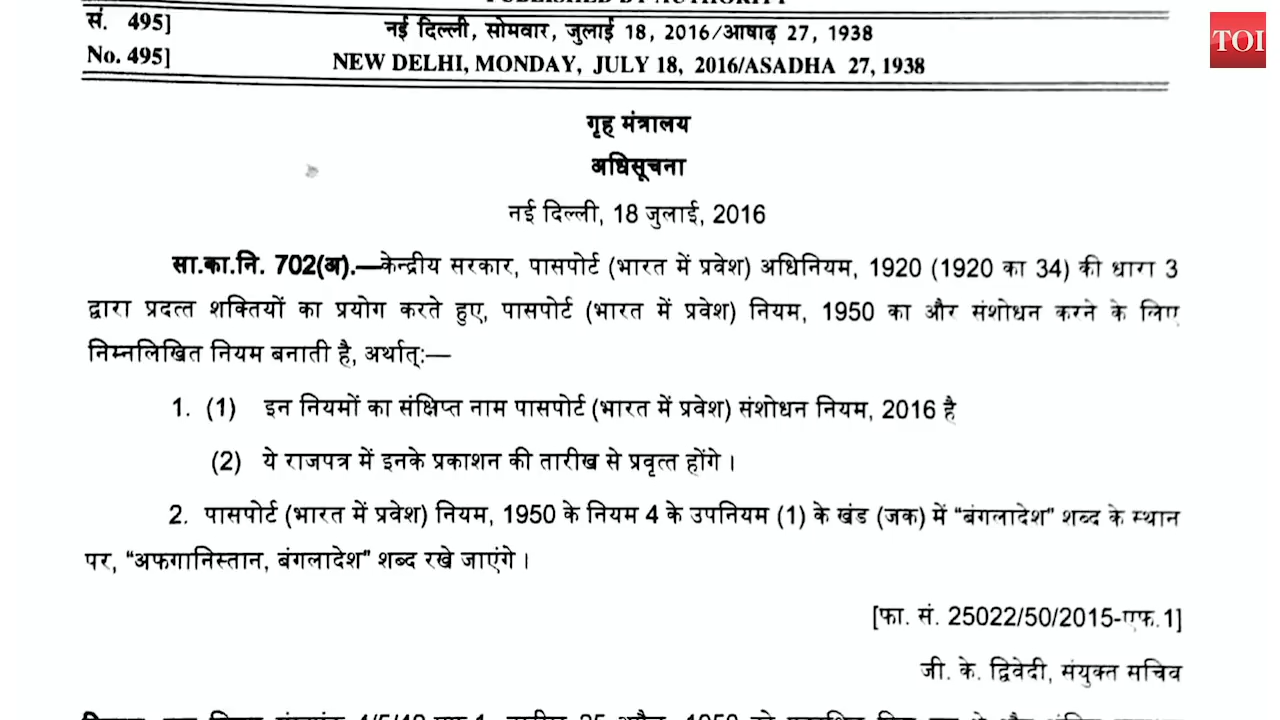 PUBLISHED BY AUTHORITY
सं. 495]
नई दिल्ली, सोमवार, जुलाई 18, 2016/आषाढ़ 27, 1938
No. 495]
NEW DELHI, MONDAY, JULY 18, 2016/ASADHA 27, 1938
TOI
गृह मंत्रालय
अधिसूचना
नई दिल्ली, 18 जुलाई, 2016
सा.का.नि. 702(अ).—केन्द्रीय सरकार, पासपोर्ट (भारत में प्रवेश) अधिनियम, 1920 (1920 का 34) की धारा 3
द्वारा प्रदत्त शक्तियों का प्रयोग करते हुए, पासपोर्ट (भारत में प्रवेश) नियम, 1950 का और संशोधन करने के लिए
निम्नलिखित नियम बनाती है, अर्थात्:—
1. (1) इन नियमों का संक्षिप्त नाम पासपोर्ट (भारत में प्रवेश) संशोधन नियम, 2016 है
(2) ये राजपत्र में इनके प्रकाशन की तारीख से प्रवृत्त होंगे ।
2. पासपोर्ट (भारत में प्रवेश) नियम, 1950 के नियम 4 के उपनियम (1) के खंड (जक) में “बंगलादेश” शब्द के स्थान
पर, “अफगानिस्तान, बंगलादेश” शब्द रखे जाएंगे ।
[फा. सं. 25022/50/2015-एफ.1]
जी. के. द्विवेदी, संयुक्त सचिव